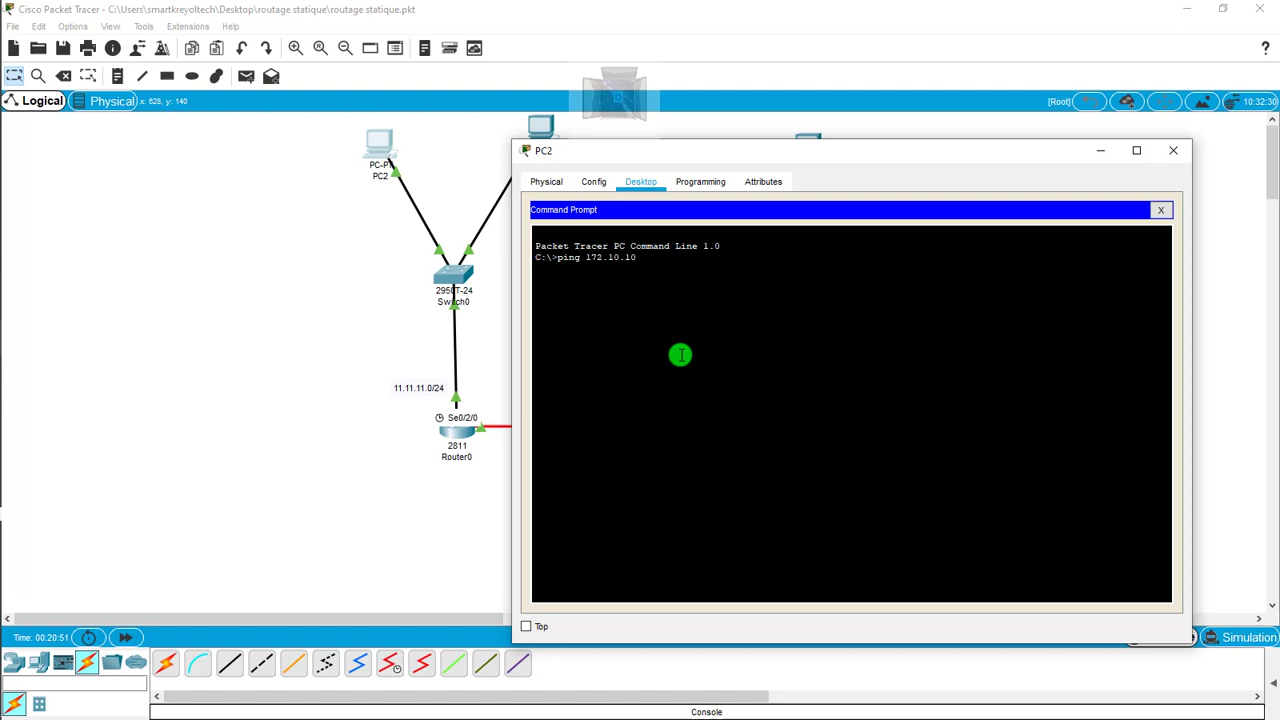 Cisco Packet Tracer - C:\Users\smartkreyoltech\Desktop\routage statique\routage statique.pkt
File Edit Options View Tools Extensions Help
Logical Physical x: 628, y: 140 [Root] 10:32:30
PC-PT
PC2
2950T-24
Switch0
11.11.11.0/24
Se0/2/0
2811
Router0
PC2
Physical Config Desktop Programming Attributes
Command Prompt X
Packet Tracer PC Command Line 1.0
C:\>ping 172.10.10
Top
Time: 00:20:51 Simulation
Console